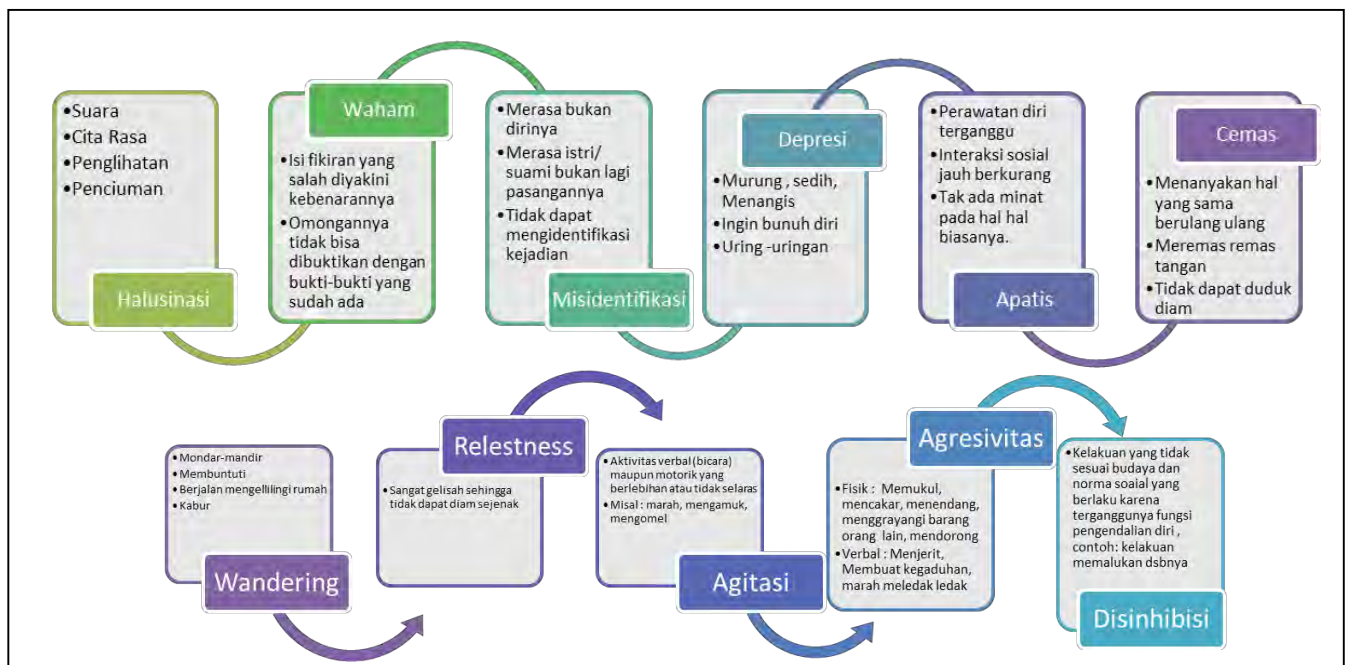 •Suara
•Cita Rasa
•Penglihatan
•Penciuman
Halusinasi
Waham
•Isi fikiran yang
salah diyakini
kebenarannya
•Omongannya
tidak bisa
dibuktikan dengan
bukti-bukti yang
sudah ada
•Merasa bukan
dirinya
•Merasa istri/
suami bukan lagi
pasangannya
•Tidak dapat
mengidentifikasi
kejadian
Misidentifikasi
Depresi
•Murung , sedih,
Menangis
•Ingin bunuh diri
•Uring -uringan
•Perawatan diri
terganggu
•Interaksi sosial
jauh berkurang
•Tak ada minat
pada hal hal
biasanya.
Apatis
Cemas
•Menanyakan hal
yang sama
berulang ulang
•Meremas remas
tangan
•Tidak dapat duduk
diam
•Mondar-mandir
•Membuntuti
•Berjalan mengellilingi rumah
•Kabur
Wandering
Relestness
•Sangat gelisah sehingga
tidak dapat diam sejenak
•Aktivitas verbal (bicara)
maupun motorik yang
berlebihan atau tidak selaras
•Misal : marah, mengamuk,
mengomel
Agitasi
Agresivitas
•Fisik : Memukul,
mencakar, menendang,
menggrayangi barang
orang lain, mendorong
•Verbal : Menjerit,
Membuat kegaduhan,
marah meledak ledak
•Kelakuan yang tidak
sesuai budaya dan
norma soaial yang
berlaku karena
terganggunya fungsi
pengendalian diri ,
contoh: kelakuan
memalukan dsbnya
Disinhibisi